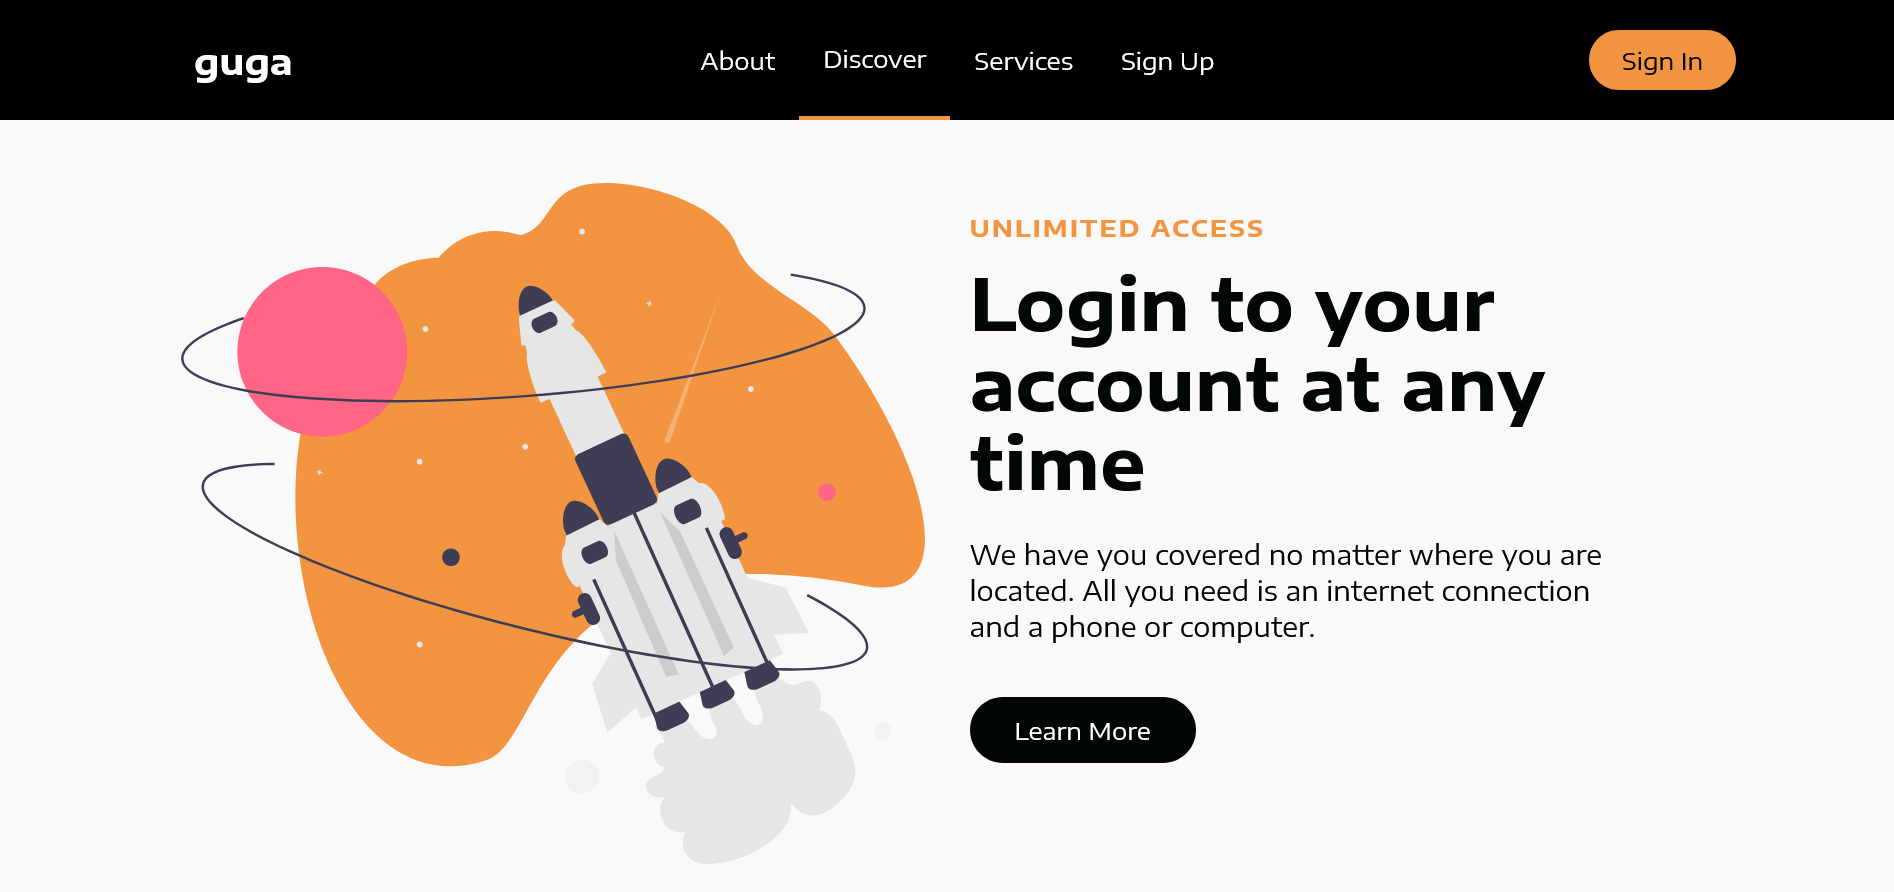 guga
About
Discover
Services
Sign Up
Sign In
UNLIMITED ACCESS
Login to your
account at any
time
We have you covered no matter where you are
located. All you need is an internet connection
and a phone or computer.
Learn More